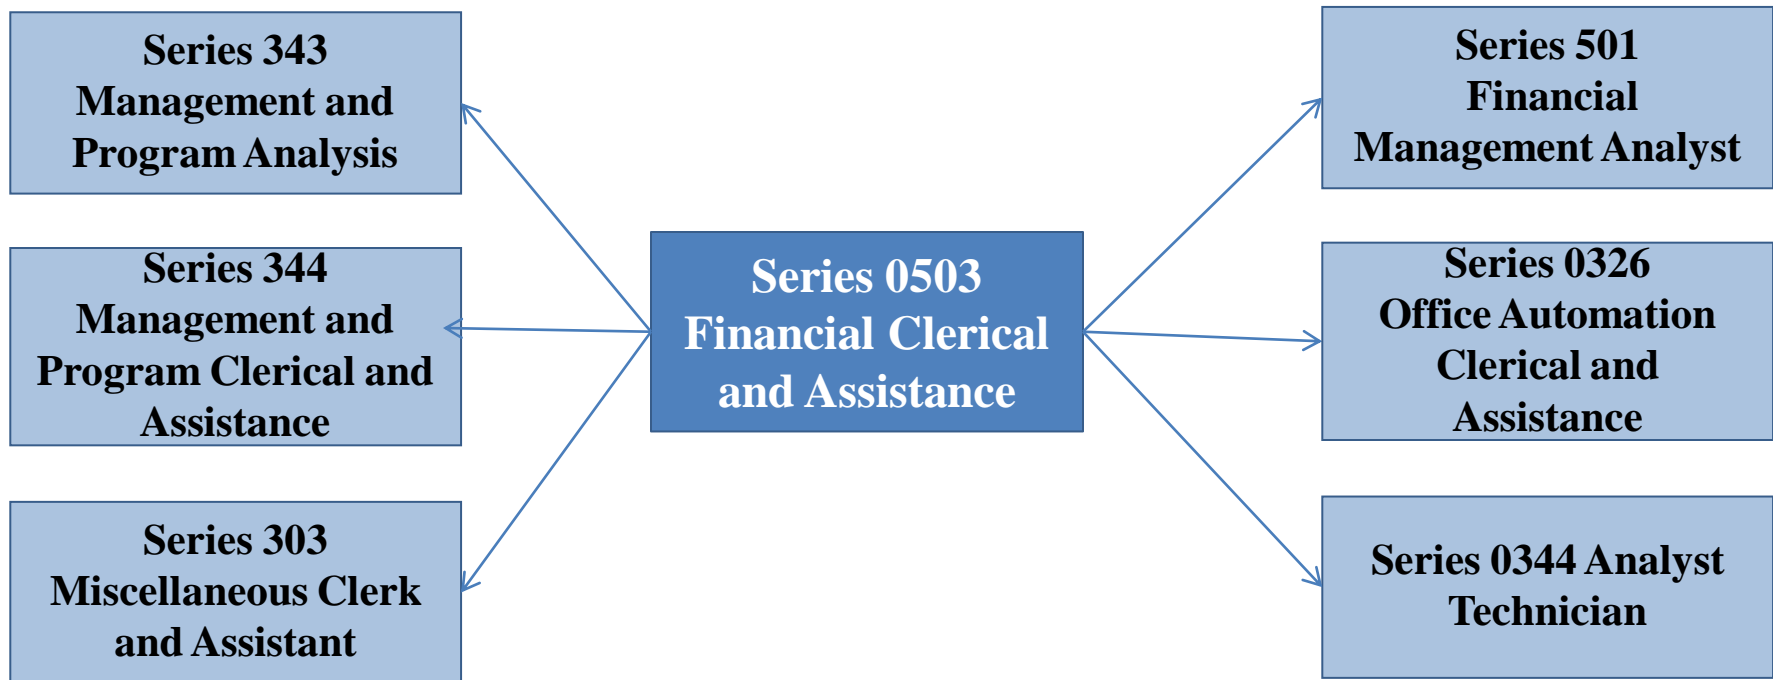 Series 343
Management and
Program Analysis
Series 344
Management and
Program Clerical and
Assistance
Series 303
Miscellaneous Clerk
and Assistant
Series 0503
Financial Clerical
and Assistance
Series 501
Financial
Management Analyst
Series 0326
Office Automation
Clerical and
Assistance
Series 0344 Analyst
Technician